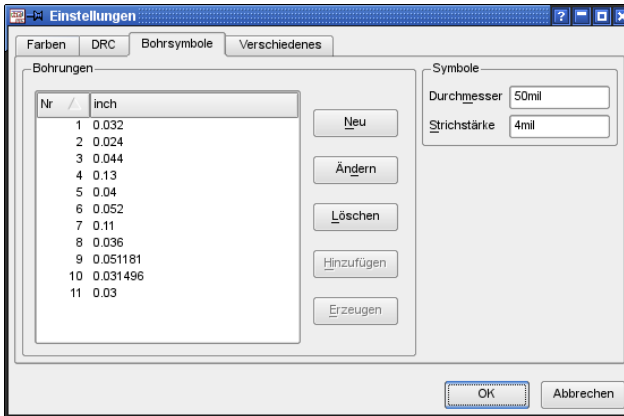 Einstellungen
Farben DRC Bohrsymbole Verschiedenes
Bohrungen
Nr inch
1 0.032
2 0.024
3 0.044
4 0.13
5 0.04
6 0.052
7 0.11
8 0.036
9 0.051181
10 0.031496
11 0.03
Neu
Ändern
Löschen
Hinzufügen
Erzeugen
Symbole
Durchmesser 50mil
Strichstärke 4mil
OK Abbrechen